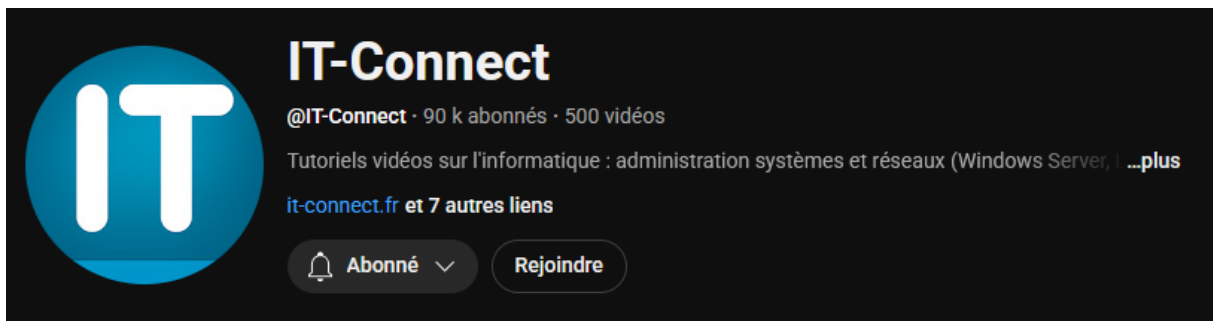 IT
IT-Connect
@IT-Connect · 90 k abonnés · 500 vidéos
Tutoriels vidéos sur l'informatique : administration systèmes et réseaux (Windows Server, ...plus
it-connect.fr et 7 autres liens
Abonné
Rejoindre